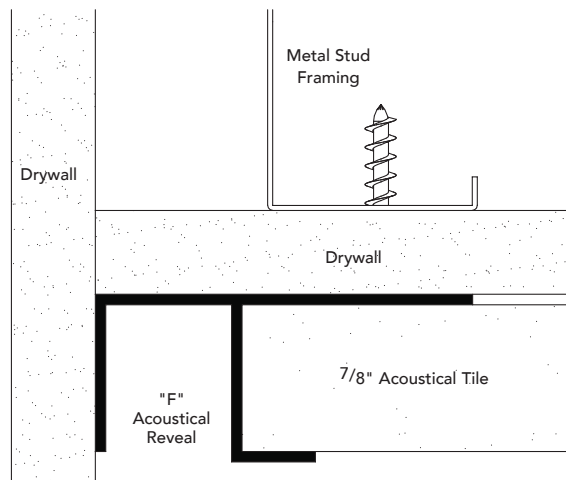 Metal Stud
Framing
Drywall
Drywall
7/8" Acoustical Tile
"F"
Acoustical
Reveal